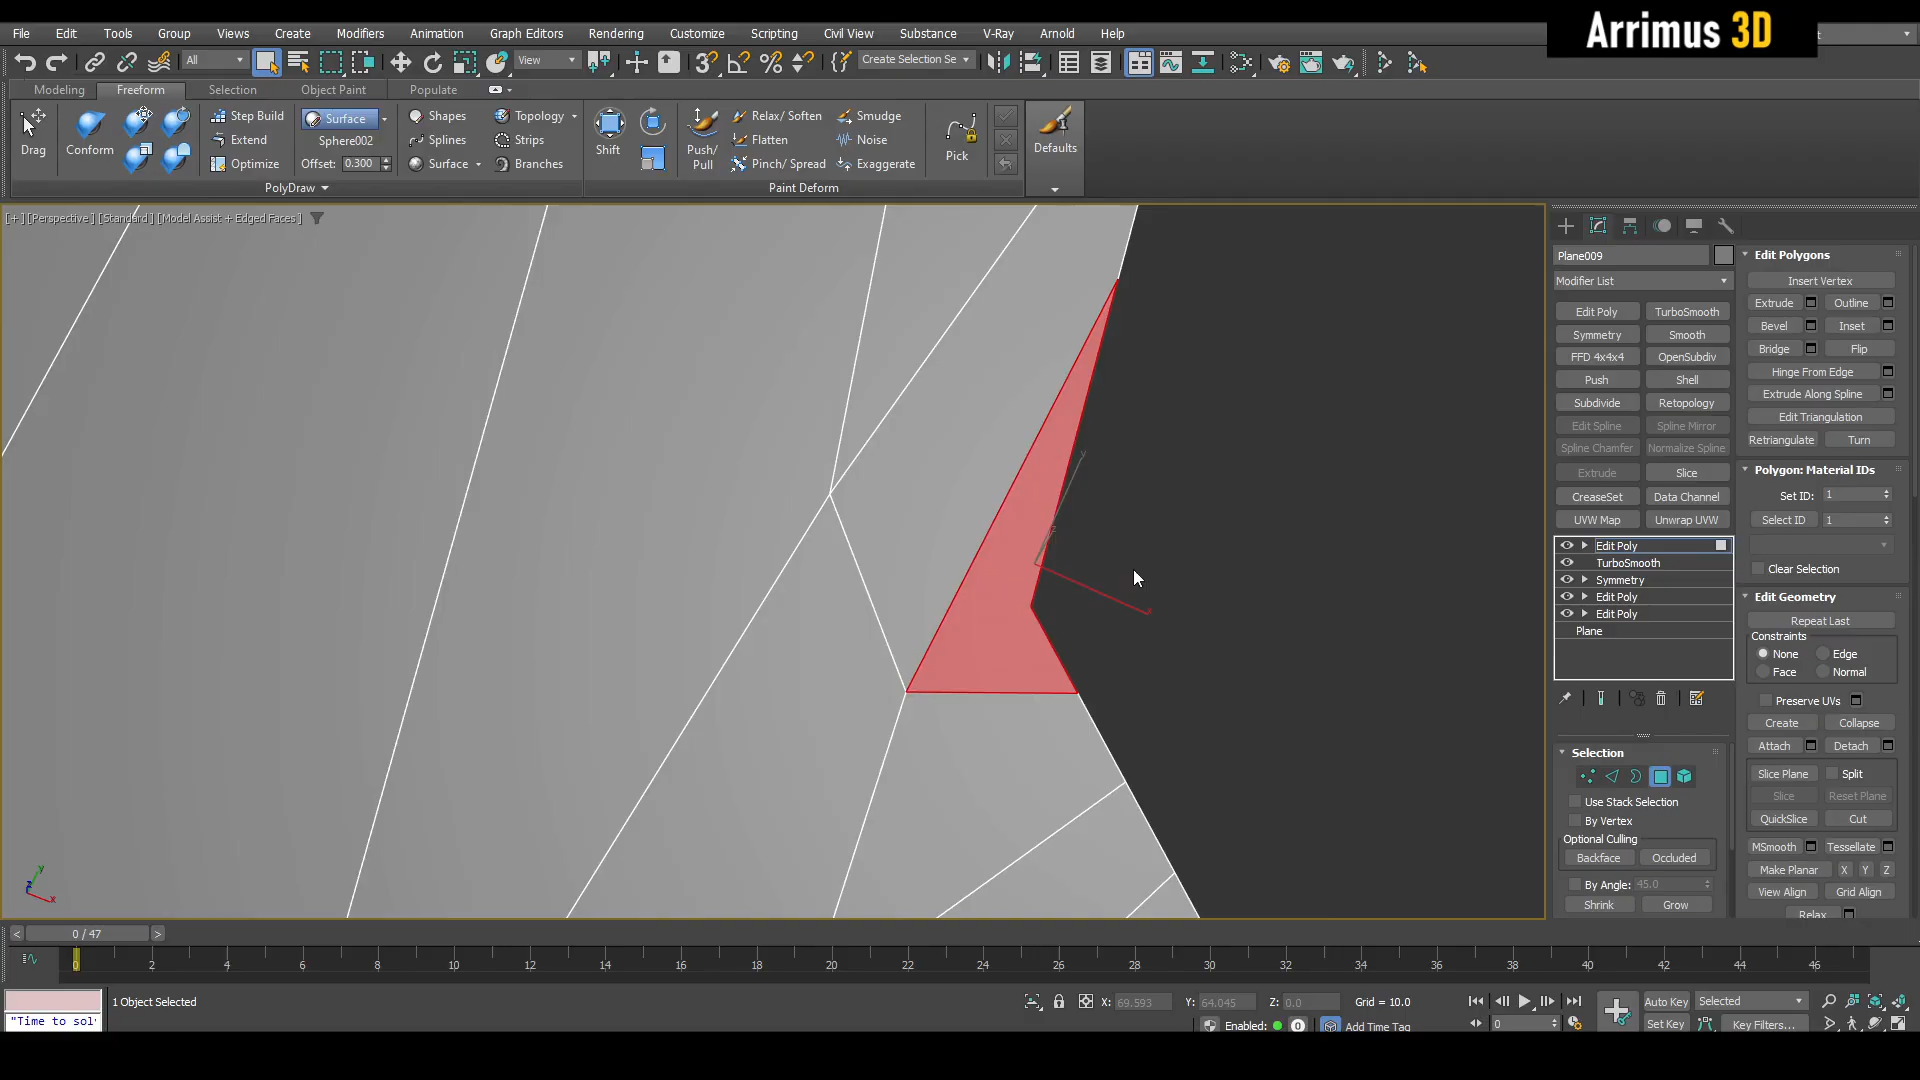 Arrimus 3D
File Edit Tools Group Views Create Modifiers Animation Graph Editors Rendering Customize Scripting Civil View Substance V-Ray Arnold Help
All View Create Selection Se
Modeling Freeform Selection Object Paint Populate
Drag Conform Step Build Extend Optimize Surface Sphere002 Offset: 0.300 Shapes Splines Surface Topology Strips Branches Shift Push/ Pull Relax/ Soften Flatten Pinch/ Spread Smudge Noise Exaggerate Pick Defaults
PolyDraw Paint Deform
[+] [Perspective] [Standard] [Model Assist + Edged Faces]
y
z
y
z
x
Plane009
Modifier List
Edit Poly TurboSmooth
Symmetry Smooth
FFD 4x4x4 OpenSubdiv
Push Shell
Subdivide Retopology
Edit Spline Spline Mirror
Spline Chamfer Normalize Spline
Extrude Slice
CreaseSet Data Channel
UVW Map Unwrap UVW
Edit Poly
TurboSmooth
Symmetry
Edit Poly
Edit Poly
Plane
Selection
Use Stack Selection
By Vertex
Optional Culling
Backface Occluded
By Angle: 45.0
Shrink Grow
Edit Polygons
Insert Vertex
Extrude Outline
Bevel Inset
Bridge Flip
Hinge From Edge
Extrude Along Spline
Edit Triangulation
Retriangulate Turn
Polygon: Material IDs
Set ID: 1
Select ID 1
Clear Selection
Edit Geometry
Repeat Last
Constraints
None Edge
Face Normal
Preserve UVs
Create Collapse
Attach Detach
Slice Plane Split
Slice Reset Plane
QuickSlice Cut
MSmooth Tessellate
Make Planar X Y Z
View Align Grid Align
Relax
< 0 / 47 >
0 2 4 6 8 10 12 14 16 18 20 22 24 26 28 30 32 34 36 38 40 42 44 46
1 Object Selected X: 69.593 Y: 64.045 Z: 0.0 Grid = 10.0 Auto Key Selected
"Time to sol Enabled: 0 Add Time Tag 0 Set Key Key Filters...